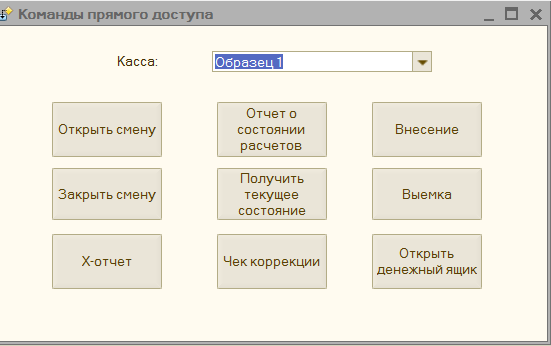 Команды прямого доступа
Касса:
Образец 1
Открыть смену
Отчет о
состоянии
расчетов
Внесение
Закрыть смену
Получить
текущее
состояние
Выемка
Х-отчет
Чек коррекции
Открыть
денежный ящик